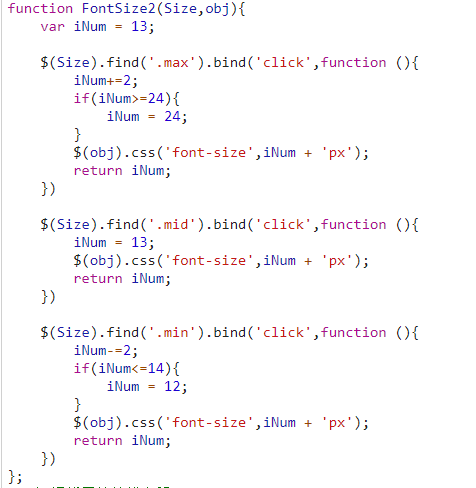 function FontSize2(Size,obj){
    var iNum = 13;

    $(Size).find('.max').bind('click',function (){
        iNum+=2;
        if(iNum>=24){
            iNum = 24;
        }
        $(obj).css('font-size',iNum + 'px');
        return iNum;
    })

    $(Size).find('.mid').bind('click',function (){
        iNum = 13;
        $(obj).css('font-size',iNum + 'px');
        return iNum;
    })

    $(Size).find('.min').bind('click',function (){
        iNum-=2;
        if(iNum<=14){
            iNum = 12;
        }
        $(obj).css('font-size',iNum + 'px');
        return iNum;
    })
};